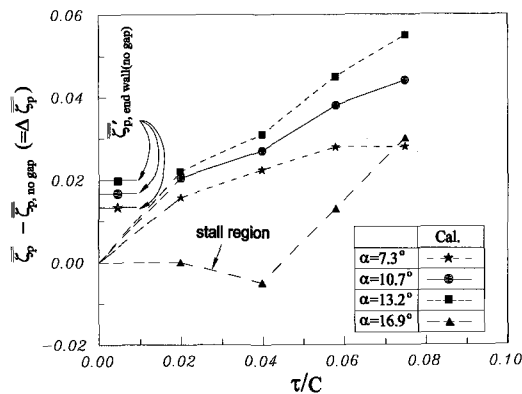 0.06
0.04
0.02
0.00
-0.02
0.00 0.02 0.04 0.06 0.08 0.10
τ/C
ζ̿p − ζ̿p, no gap (=Δ ζ̿p)
ζ̿′p, end wall(no gap)
stall region
Cal.
α=7.3°
α=10.7°
α=13.2°
α=16.9°